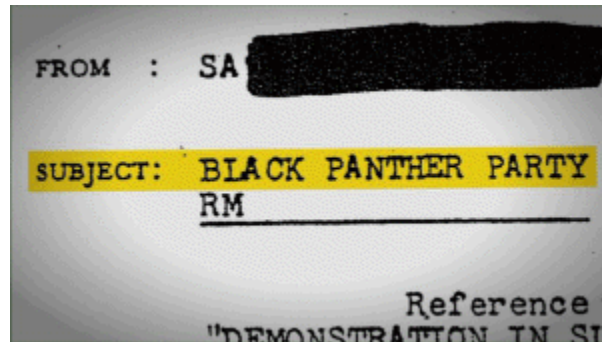 FROM : SA
SUBJECT: BLACK PANTHER PARTY
RM
Reference
"DEMONSTRATION IN